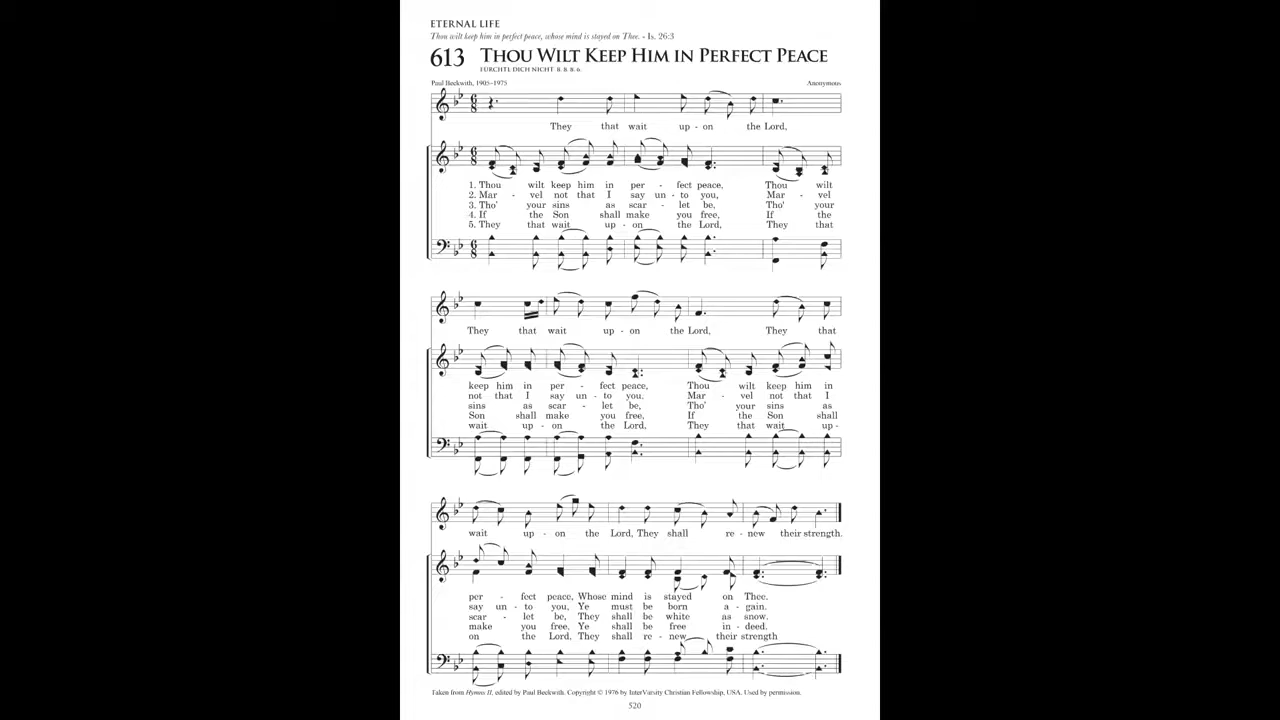 ETERNAL LIFE
Thou wilt keep him in perfect peace, whose mind is stayed on Thee. - Is. 26:3
613 THOU WILT KEEP HIM IN PERFECT PEACE
FÜRCHTL DICH NICHT 8. 8. 8. 6.
Paul Beckwith, 1905-1975 Anonymous
They that wait up - on the Lord,
1. Thou wilt keep him in per - fect peace, Thou wilt
2. Mar - vel not that I say un - to you, Mar - vel
3. Tho' your sins as scar - let be, Tho' your
4. If the Son shall make you free, If the
5. They that wait up - on the Lord, They that
They that wait up - on the Lord, They that
keep him in per - fect peace, Thou wilt keep him in
not that I say un - to you, Mar - vel not that I
sins as scar - let be, Tho' your sins as
Son shall make you free, If the Son shall
wait up - on the Lord, They that wait up -
wait up - on the Lord, They shall re - new their strength.
per - fect peace, Whose mind is stayed on Thee.
say un - to you, Ye must be born a - gain.
scar - let be, They shall be white as snow.
make you free, Ye shall be free in - deed.
on the Lord, They shall re - new their strength
Taken from Hymns II, edited by Paul Beckwith. Copyright © 1976 by InterVarsity Christian Fellowship, USA. Used by permission.
520